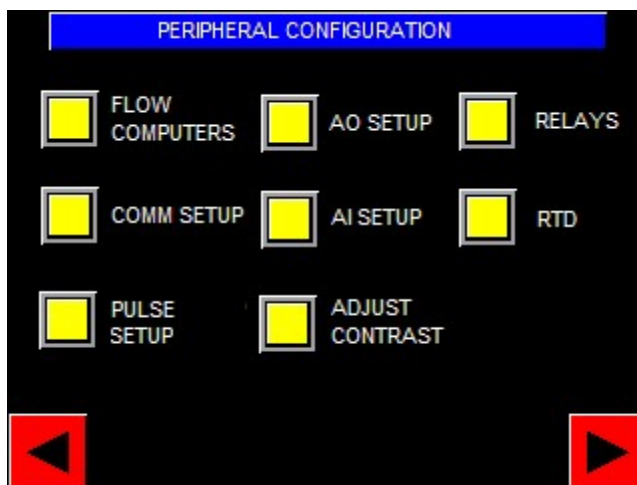 PERIPHERAL CONFIGURATION
FLOW
COMPUTERS
AO SETUP
RELAYS
COMM SETUP
AI SETUP
RTD
PULSE
SETUP
ADJUST
CONTRAST